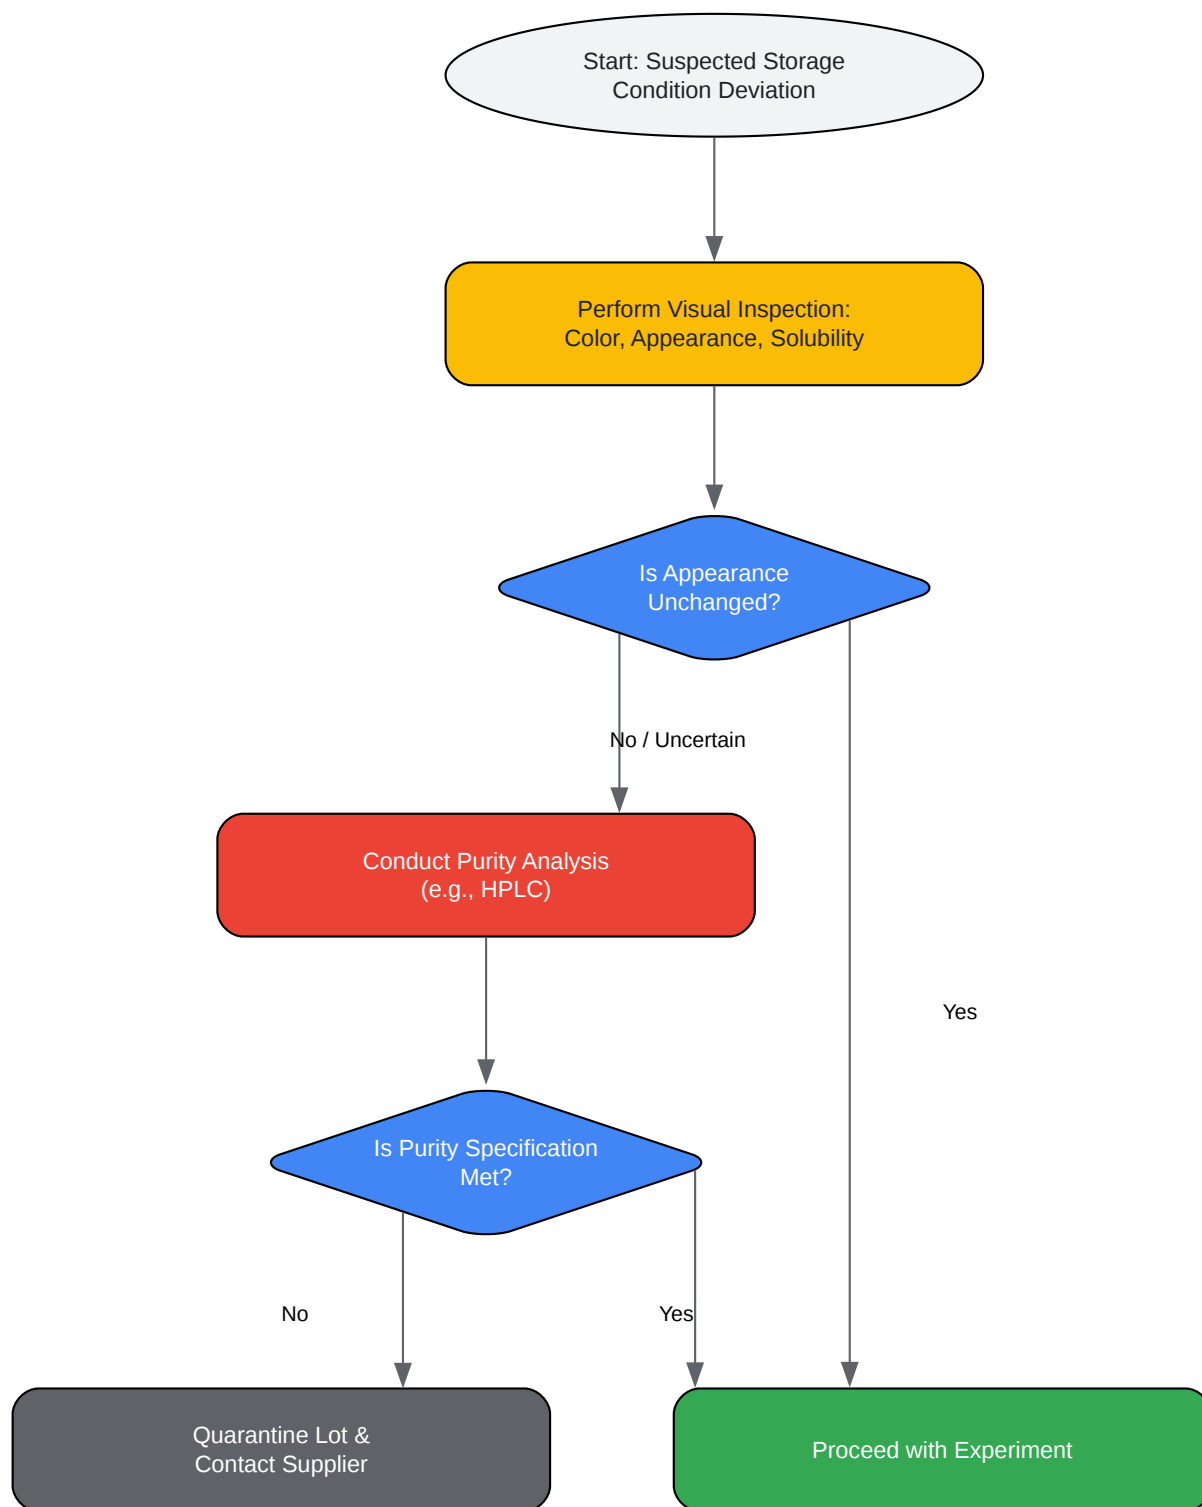 Start: Suspected Storage
Condition Deviation
Perform Visual Inspection:
Color, Appearance, Solubility
Is Appearance
Unchanged?
No / Uncertain
Conduct Purity Analysis
(e.g., HPLC)
Yes
Is Purity Specification
Met?
No
Yes
Quarantine Lot &
Contact Supplier
Proceed with Experiment